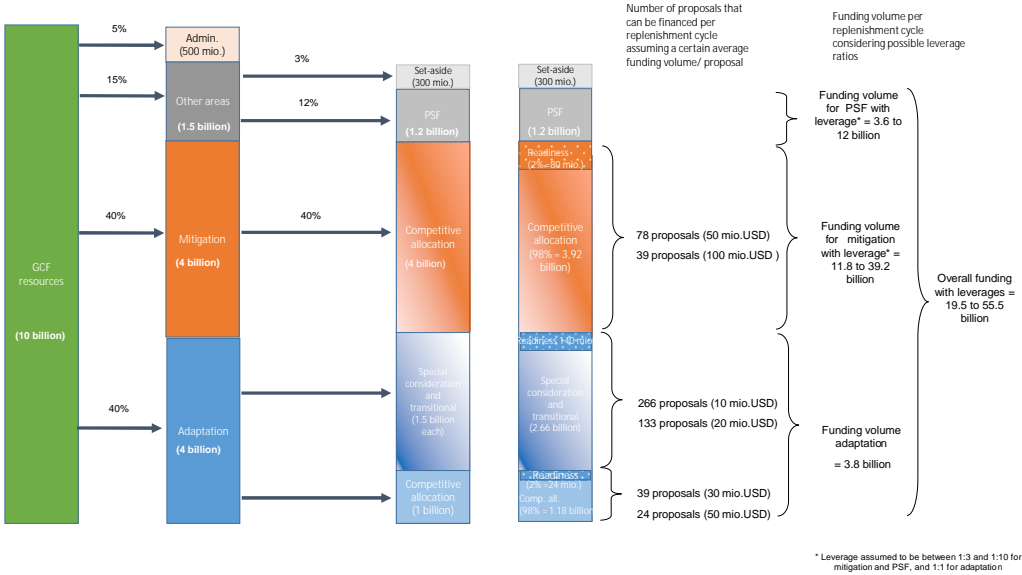 Number of proposals that
can be financed per
replenishment cycle
assuming a certain average
funding volume/ proposal
Funding volume per
replenishment cycle
considering possible leverage
ratios
5%
15%
40%
40%
GCF
resources
(10 billion)
Admin.
(500 mio.)
Other areas
(1.5 billion)
Mitigation
(4 billion)
Adaptation
(4 billion)
3%
12%
40%
Set-aside
(300 mio.)
PSF
(1.2 billion)
Competitive
allocation
(4 billion)
Special
consideration
and
transitional
(1.5 billion
each)
Competitive
allocation
(1 billion)
Set-aside
(300 mio.)
PSF
(1.2 billion)
Readiness
(2%=80 mio.)
Competitive
allocation
(98% = 3,92
billion)
Readiness 140 mio
Special
consideration
and
transitional
(2.66 billion)
Readiness
(2% =24 mio.)
Comp. all.
(98% = 1.18 billion
78 proposals (50 mio.USD)
39 proposals (100 mio.USD )
266 proposals (10 mio.USD)
133 proposals (20 mio.USD)
39 proposals (30 mio.USD)
24 proposals (50 mio.USD)
Funding volume
for PSF with
leverage* = 3.6 to
12 billion
Funding volume
for mitigation
with leverage* =
11.8 to 39.2
billion
Funding volume
adaptation
= 3.8 billion
Overall funding
with leverages =
19.5 to 55.5
billion
* Leverage assumed to be between 1:3 and 1:10 for
mitigation and PSF, and 1:1 for adaptation